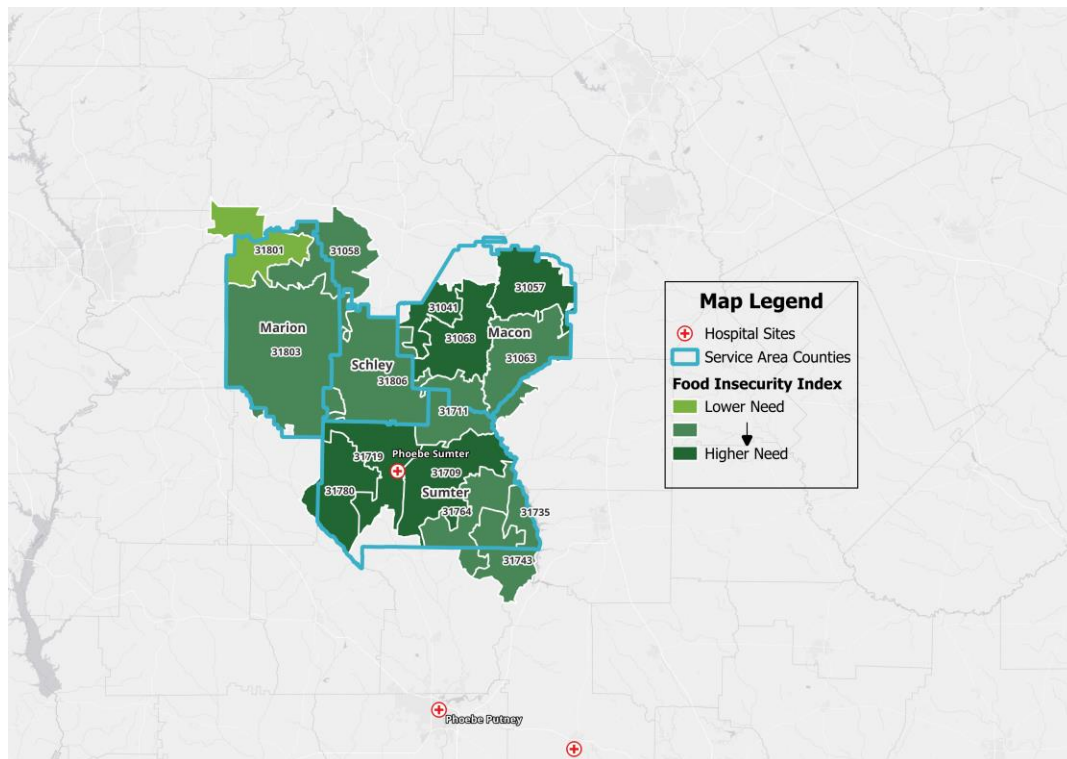 31801
31058
31057
31041
Marion
Macon
31068
31803
31063
Schley
31806
31711
Phoebe Sumter
31719
31709
31780
Sumter
31764
31735
31743
Phoebe Putney
Map Legend
Hospital Sites
Service Area Counties
Food Insecurity Index
Lower Need
Higher Need